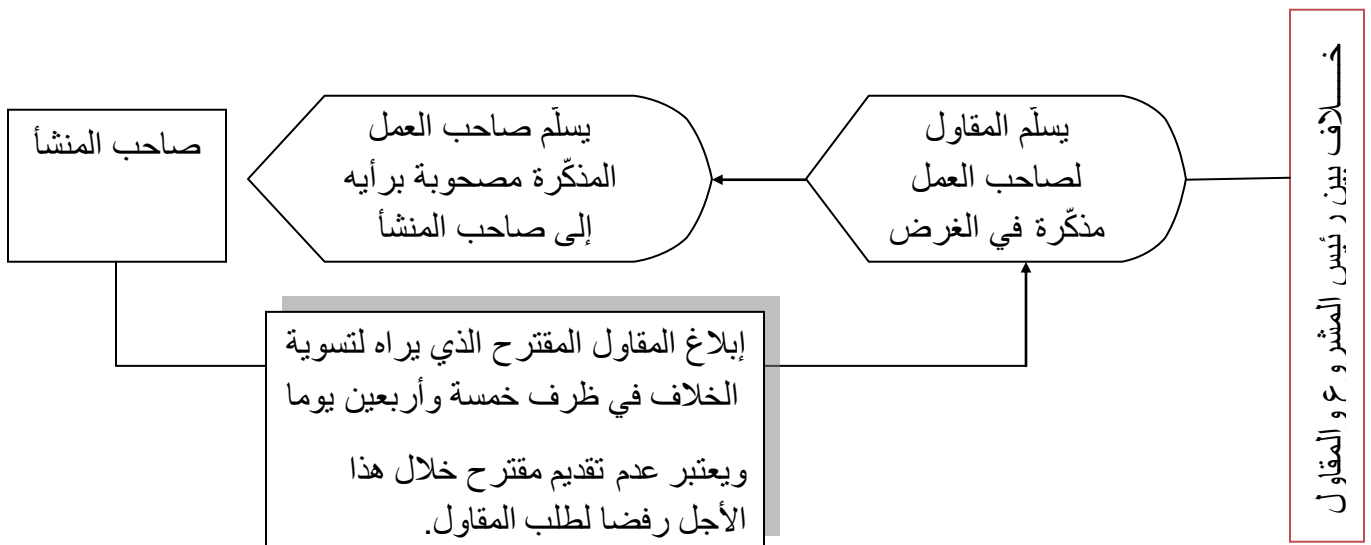 خـــــلاف بين رئيس المشروع والمقاول
يسلّم المقاول
لصاحب العمل
مذكّرة في الغرض
يسلّم صاحب العمل
المذكّرة مصحوبة برأيه
إلى صاحب المنشأ
صاحب المنشأ
إبلاغ المقاول المقترح الذي يراه لتسوية
الخلاف في ظرف خمسة وأربعين يوما
ويعتبر عدم تقديم مقترح خلال هذا
الأجل رفضا لطلب المقاول.